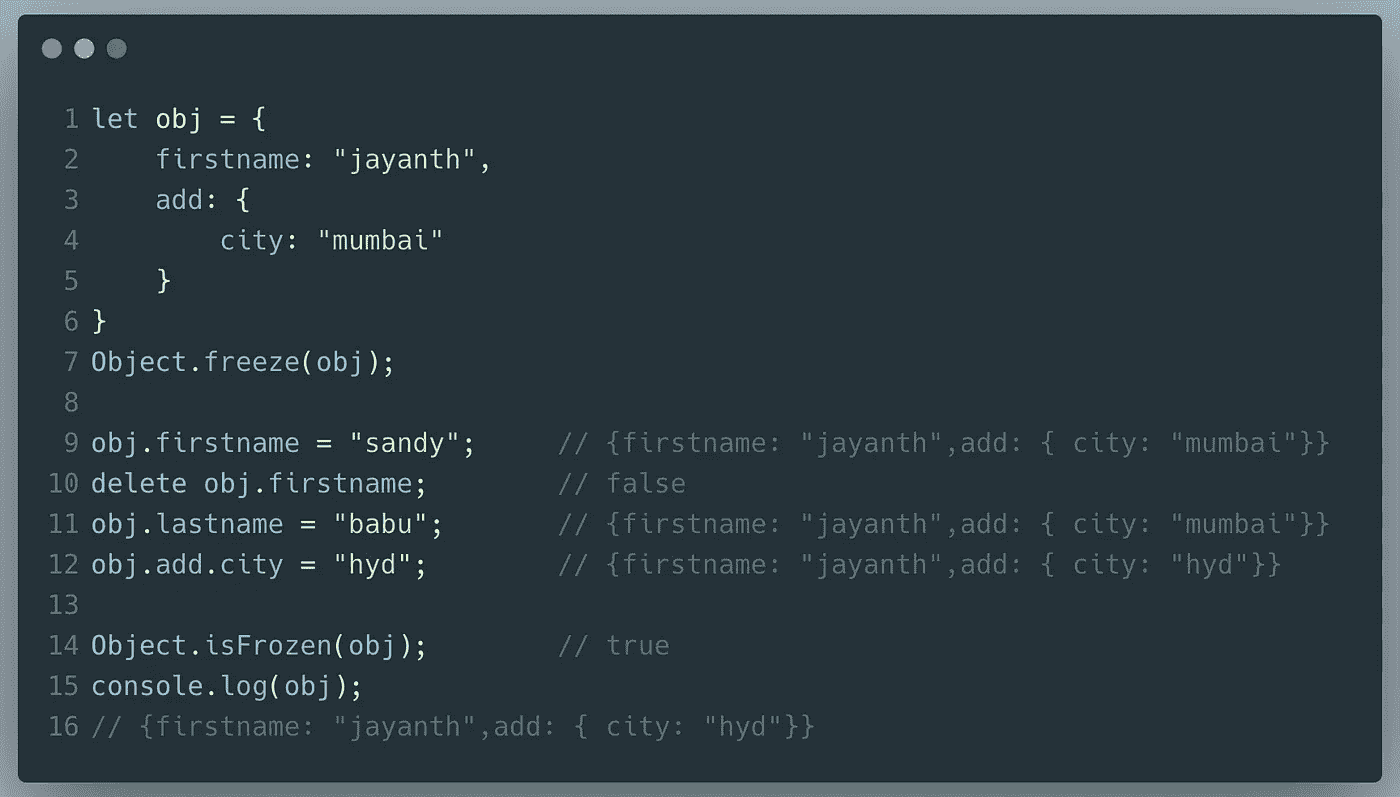 1 let obj = {
2     firstname: "jayanth",
3     add: {
4         city: "mumbai"
5     }
6 }
7 Object.freeze(obj);
8
9 obj.firstname = "sandy";     // {firstname: "jayanth",add: { city: "mumbai"}}
10 delete obj.firstname;        // false
11 obj.lastname = "babu";       // {firstname: "jayanth",add: { city: "mumbai"}}
12 obj.add.city = "hyd";        // {firstname: "jayanth",add: { city: "hyd"}}
13
14 Object.isFrozen(obj);        // true
15 console.log(obj);
16 // {firstname: "jayanth",add: { city: "hyd"}}